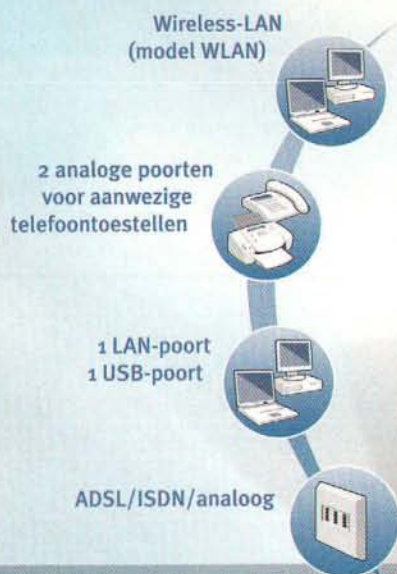 Wireless-LAN
(model WLAN)
2 analoge poorten
voor aanwezige
telefoontoestellen
1 LAN-poort
1 USB-poort
ADSL/ISDN/analoog